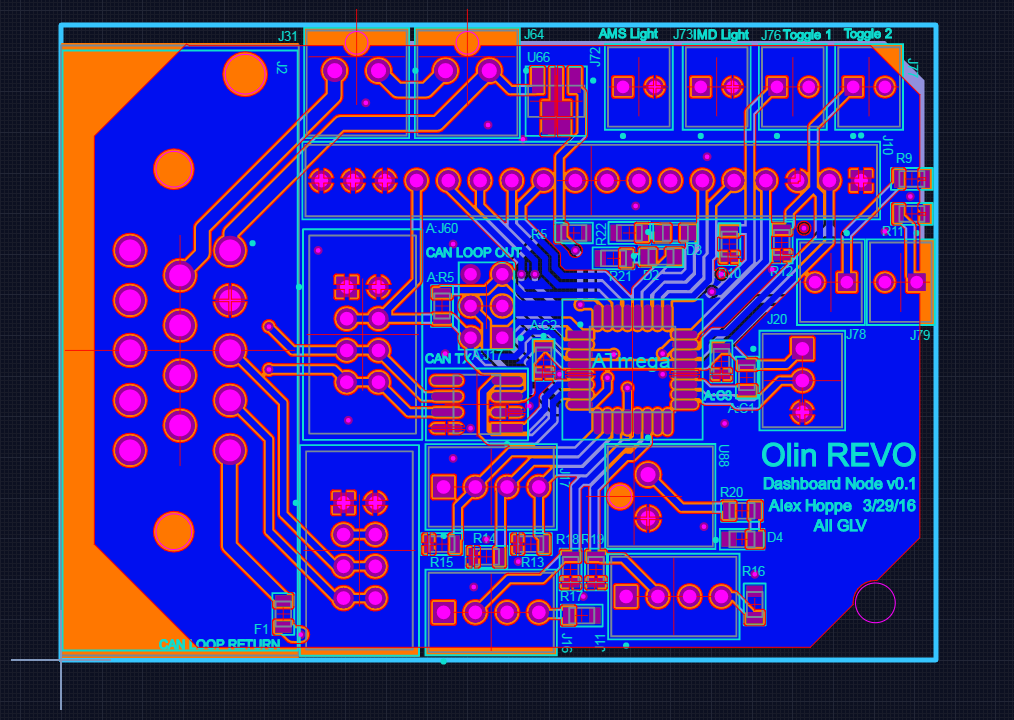 J31
J64
AMS Light
J73
IMD Light
J76
Toggle 1
Toggle 2
J2
U66
J72
J10
R9
A:J60
R5
R22
D3
R11
CAN LOOP OUT
A:R5
R21
R10
R12
A:C2
J20
J78
J79
A:J17
CAN TX
ATmega
A:C3
A:C1
Olin REVO
Dashboard Node v0.1
Alex Hoppe 3/29/16
All GLV
U88
R20
D4
R15
R14
R13
R18
R19
R17
R16
F1
J16
J11
CAN LOOP RETURN